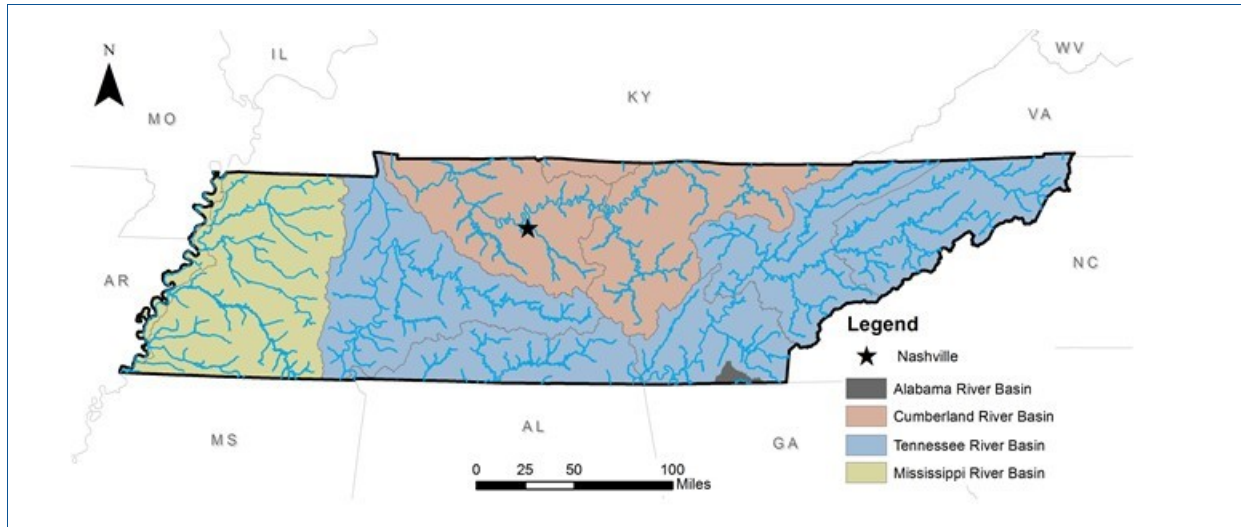 N
IL
WV
KY
MO
VA
AR
NC
Legend
Nashville
Alabama River Basin
Cumberland River Basin
Tennessee River Basin
Mississippi River Basin
MS
AL
GA
0 25 50 100
Miles